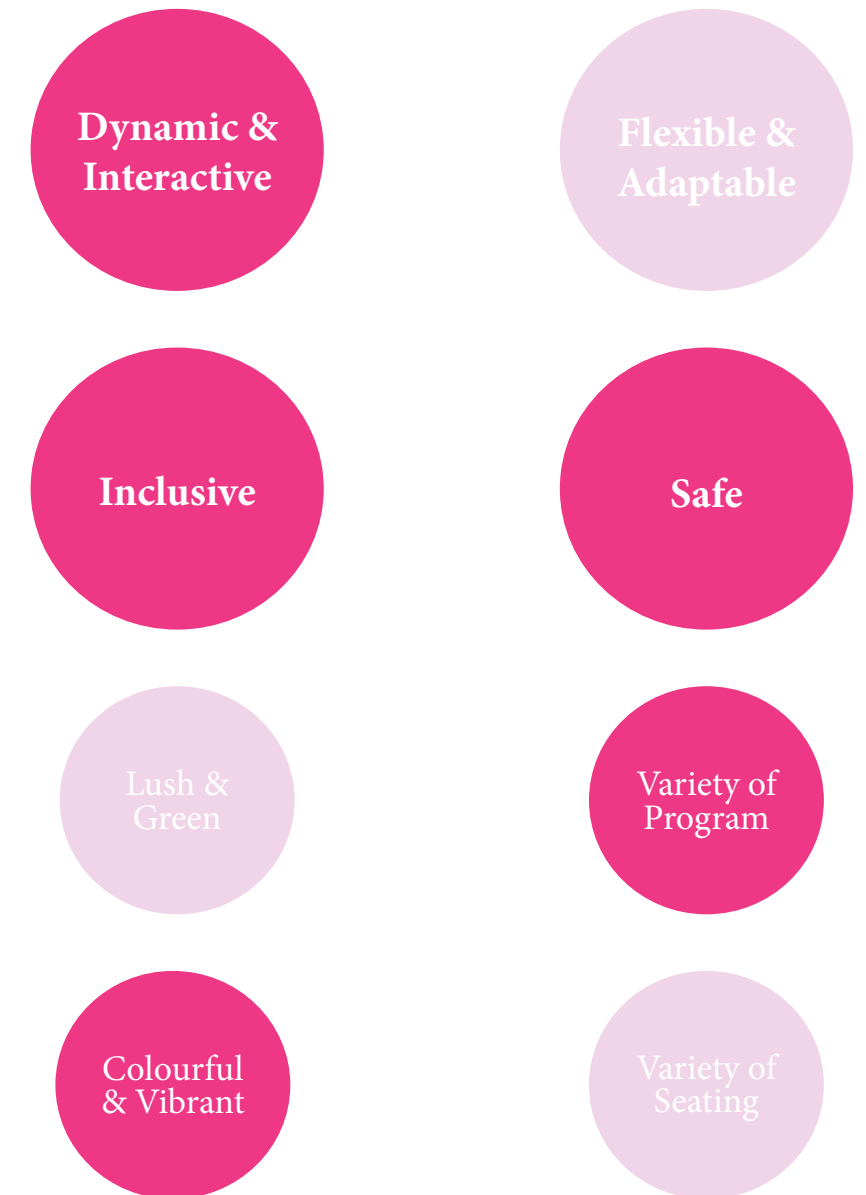 Dynamic &
Interactive
Flexible &
Adaptable
Inclusive
Safe
Lush &
Green
Variety of
Program
Colourful
& Vibrant
Variety of
Seating